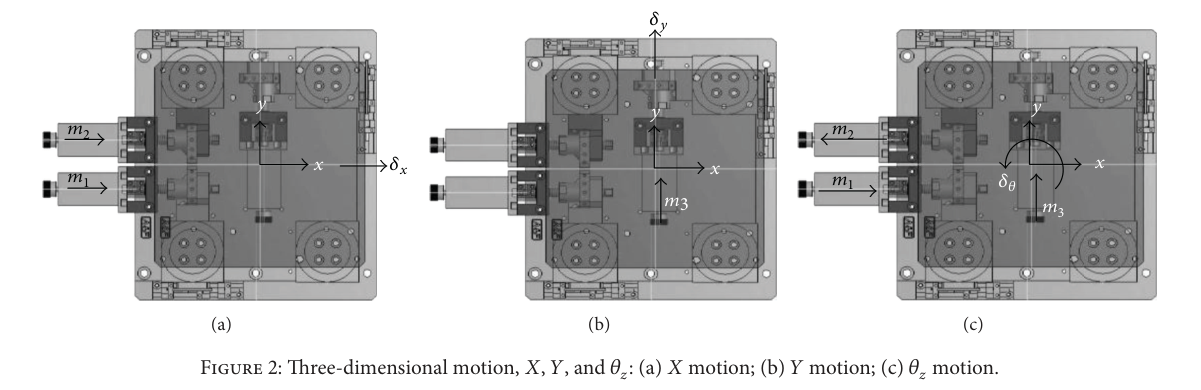 δy
m2
m1
y
x
δx
y
x
m3
m2
m1
y
x
δθ
m3
(a)
(b)
(c)
FIGURE 2: Three-dimensional motion, X, Y, and θz: (a) X motion; (b) Y motion; (c) θz motion.